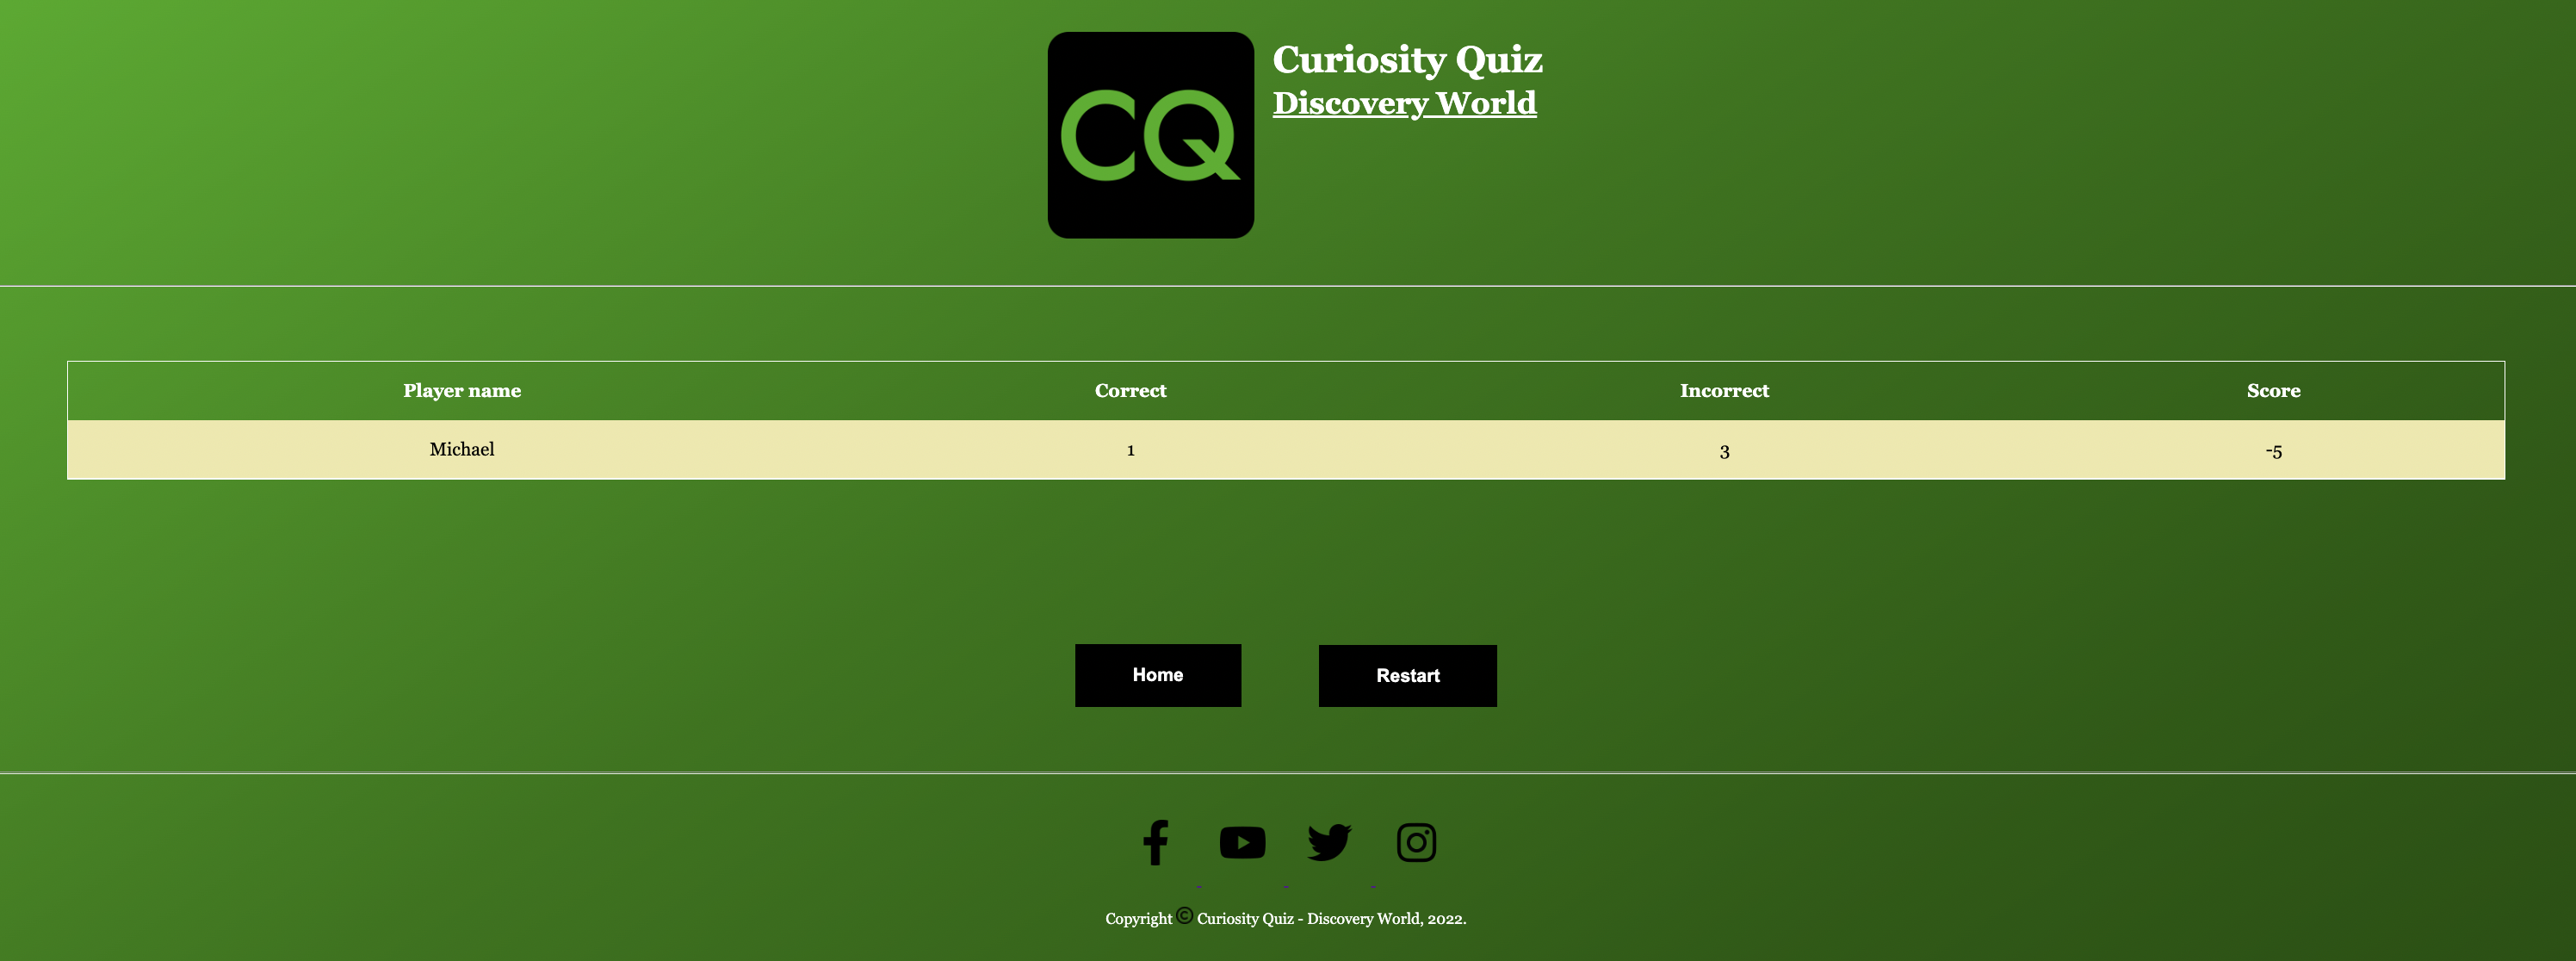 CQ
Curiosity Quiz
Discovery World
Player name Correct Incorrect Score
Michael 1 3 -5
Home Restart
Copyright © Curiosity Quiz - Discovery World, 2022.